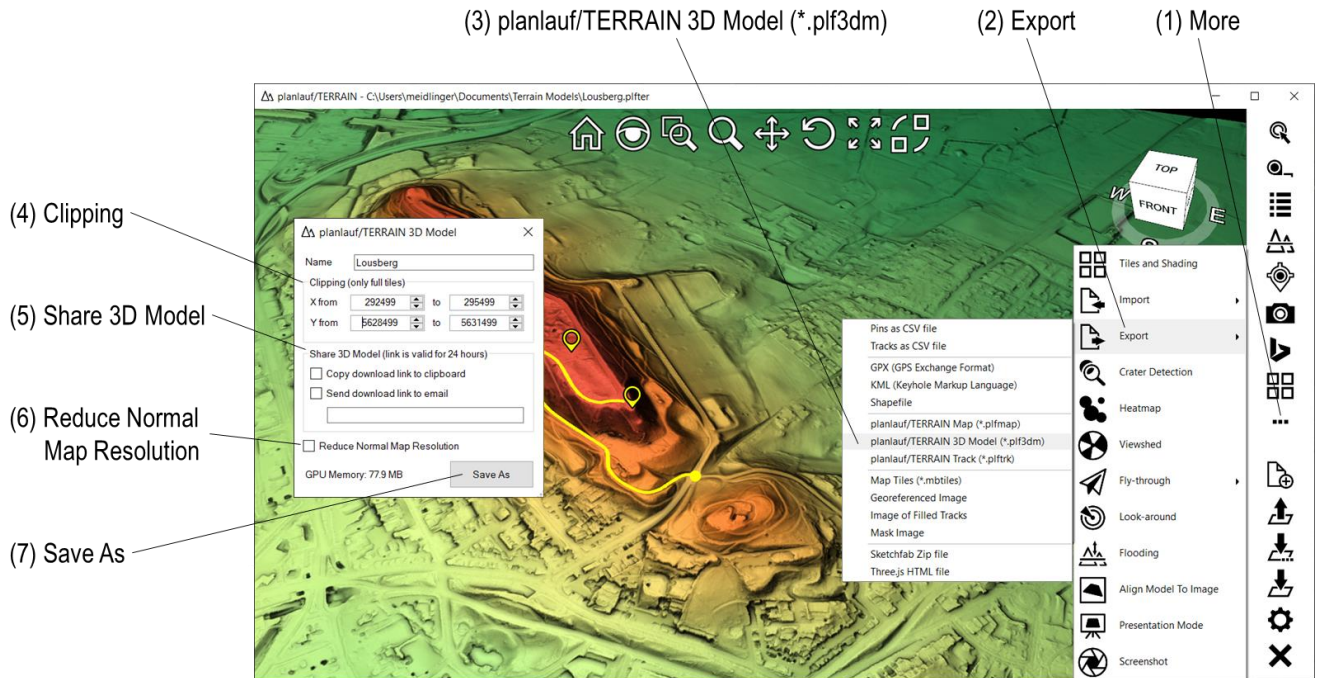 (3) planlauf/TERRAIN 3D Model (*.plf3dm)
(2) Export
(1) More
planlauf/TERRAIN - C:\Users\meidlinger\Documents\Terrain Models\Lousberg.plfter
TOP
FRONT
W
E
(4) Clipping
(5) Share 3D Model
(6) Reduce Normal
Map Resolution
(7) Save As
planlauf/TERRAIN 3D Model
Name Lousberg
Clipping (only full tiles)
X from 292499 to 295499
Y from 5628499 to 5631499
Share 3D Model (link is valid for 24 hours)
Copy download link to clipboard
Send download link to email
Reduce Normal Map Resolution
GPU Memory: 77.9 MB Save As
Pins as CSV file
Tracks as CSV file
GPX (GPS Exchange Format)
KML (Keyhole Markup Language)
Shapefile
planlauf/TERRAIN Map (*.plfmap)
planlauf/TERRAIN 3D Model (*.plf3dm)
planlauf/TERRAIN Track (*.plftrk)
Map Tiles (*.mbtiles)
Georeferenced Image
Image of Filled Tracks
Mask Image
Sketchfab Zip file
Three.js HTML file
Tiles and Shading
Import
Export
Crater Detection
Heatmap
Viewshed
Fly-through
Look-around
Flooding
Align Model To Image
Presentation Mode
Screenshot